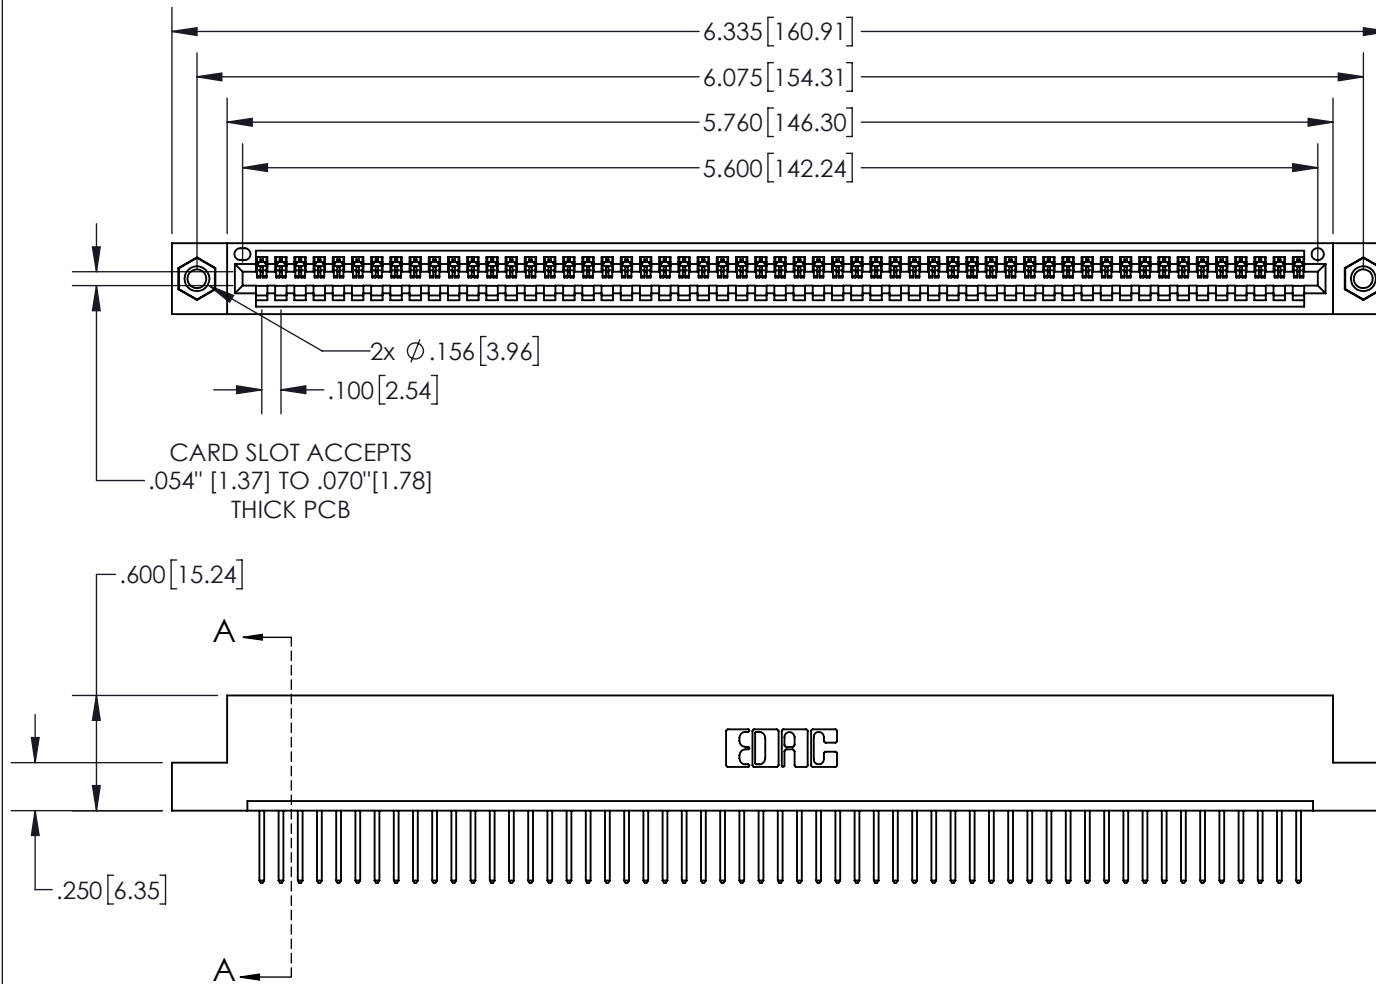 6.335[160.91]
6.075[154.31]
5.760[146.30]
5.600[142.24]
2x Ø.156[3.96]
.100[2.54]
CARD SLOT ACCEPTS
.054" [1.37] TO .070"[1.78]
THICK PCB
.600[15.24]
A
EDAC
.250[6.35]
A